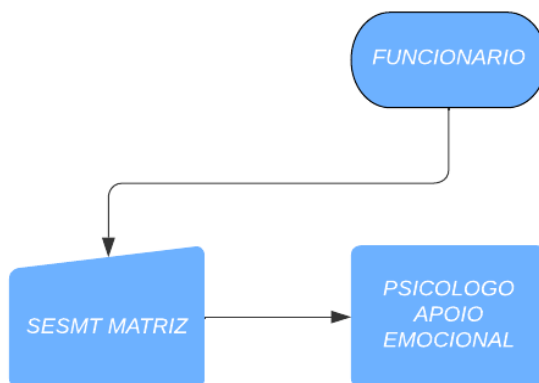 FUNCIONARIO
SESMT MATRIZ
PSICOLOGO
APOIO
EMOCIONAL